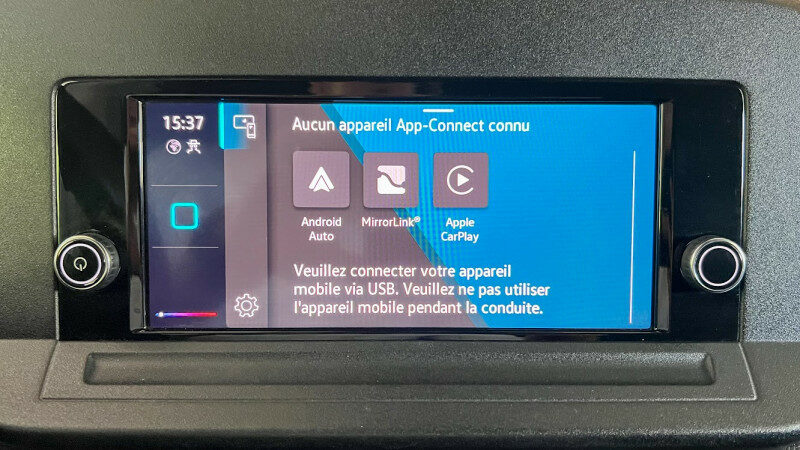 15:37
Aucun appareil App-Connect connu
Android
Auto
MirrorLink®
Apple
CarPlay
Veuillez connecter votre appareil
mobile via USB. Veuillez ne pas utiliser
l'appareil mobile pendant la conduite.